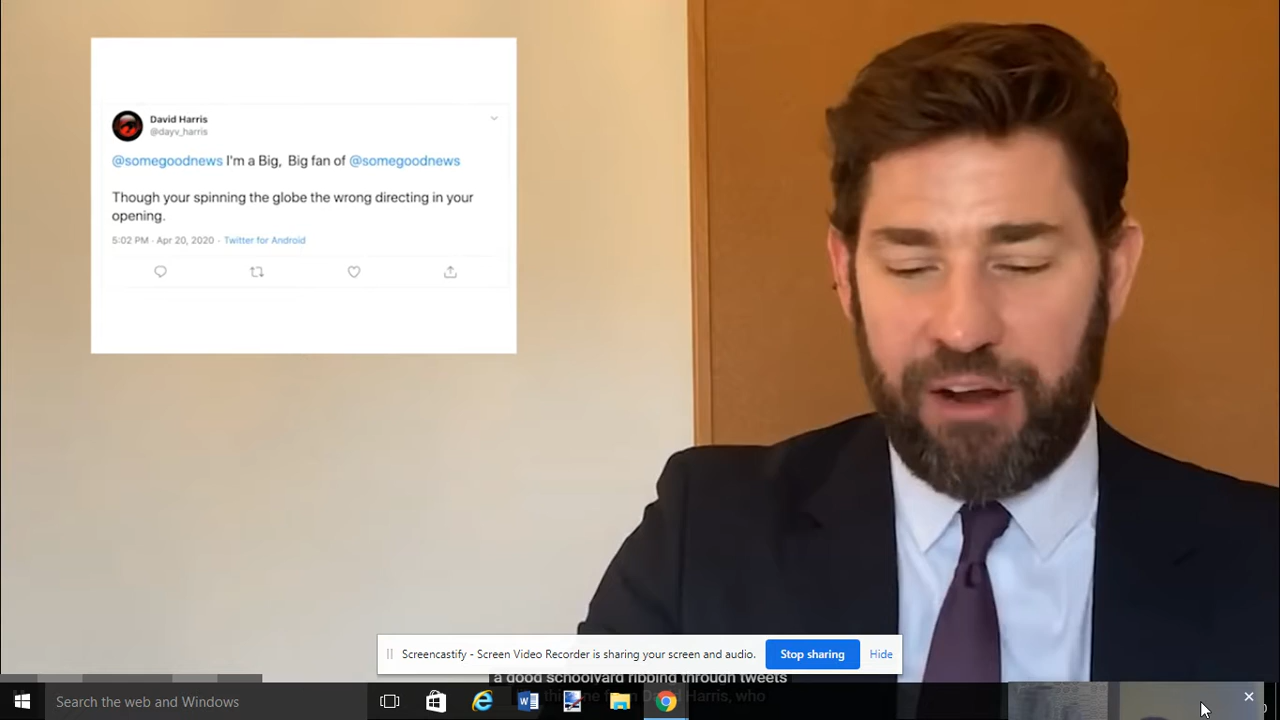 David Harris
@dayv_harris
@somegoodnews I'm a Big, Big fan of @somegoodnews
Though your spinning the globe the wrong directing in your
opening.
5:02 PM · Apr 20, 2020 · Twitter for Android
Screencastify - Screen Video Recorder is sharing your screen and audio.
Stop sharing
Hide
a good schoolyard ripping through tweets
David Harris, who
Search the web and Windows